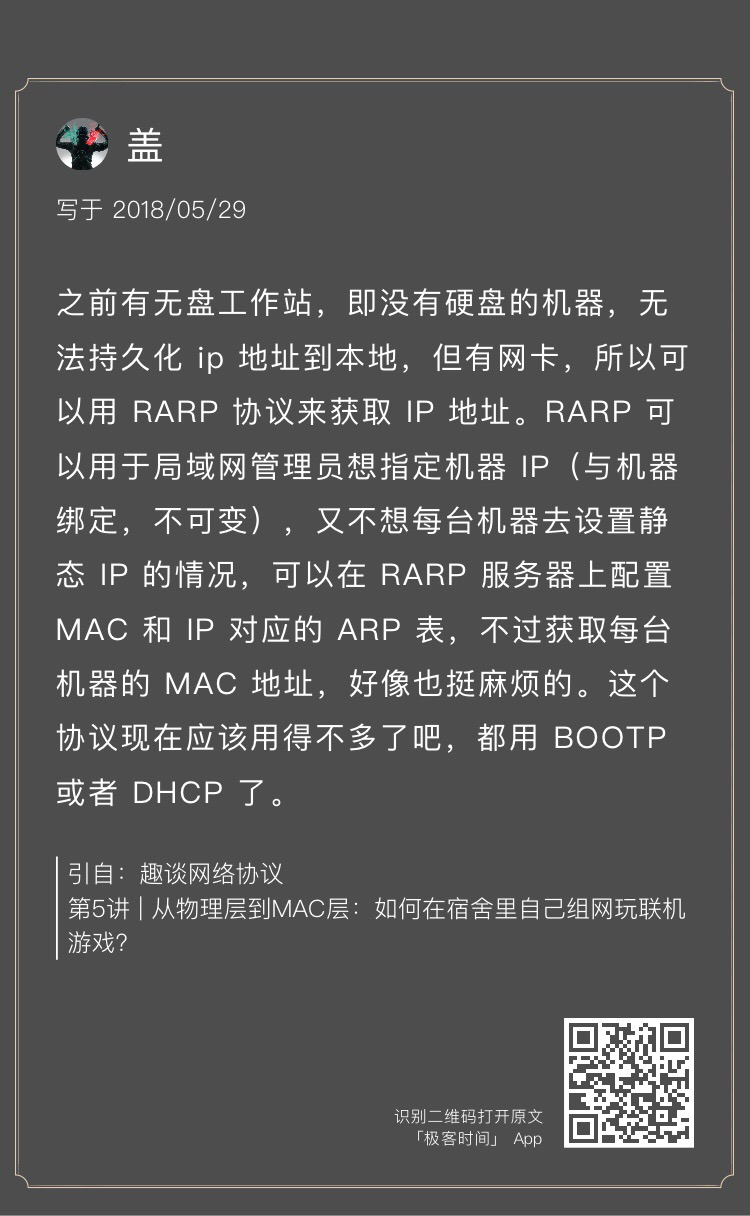 盖
写于 2018/05/29
之前有无盘工作站，即没有硬盘的机器，无
法持久化 ip 地址到本地，但有网卡，所以可
以用 RARP 协议来获取 IP 地址。RARP 可
以用于局域网管理员想指定机器 IP（与机器
绑定，不可变），又不想每台机器去设置静
态 IP 的情况，可以在 RARP 服务器上配置
MAC 和 IP 对应的 ARP 表，不过获取每台
机器的 MAC 地址，好像也挺麻烦的。这个
协议现在应该用得不多了吧，都用 BOOTP
或者 DHCP 了。
引自：趣谈网络协议
第5讲 | 从物理层到MAC层：如何在宿舍里自己组网玩联机
游戏？
识别二维码打开原文
「极客时间」 App